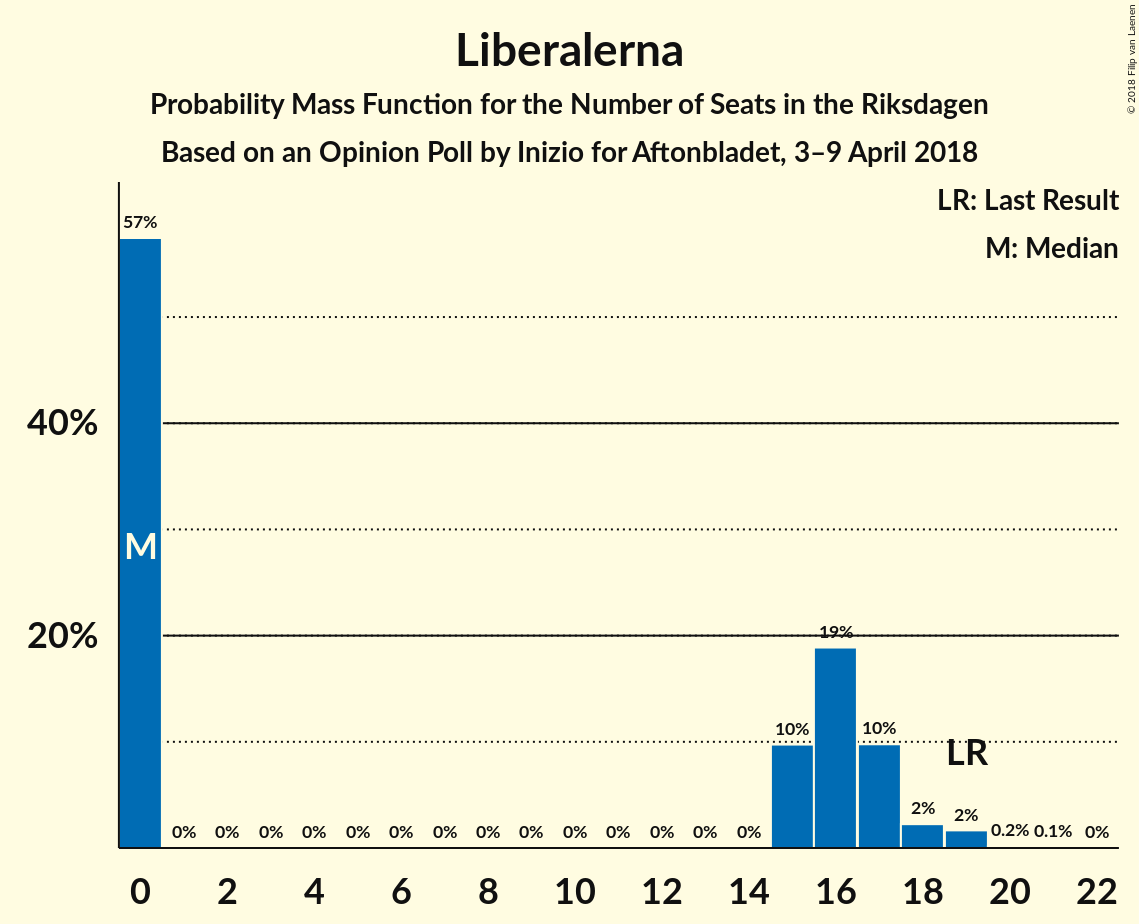 Liberalerna
Probability Mass Function for the Number of Seats in the Riksdagen
Based on an Opinion Poll by Inizio for Aftonbladet, 3–9 April 2018
© 2018 Filip van Laenen
LR: Last Result
M: Median
57%
40%
M
20%
19%
10% 10%
LR
2% 2%
0% 0% 0% 0% 0% 0% 0% 0% 0% 0% 0% 0% 0% 0% 0.2% 0.1% 0%
0 2 4 6 8 10 12 14 16 18 20 22